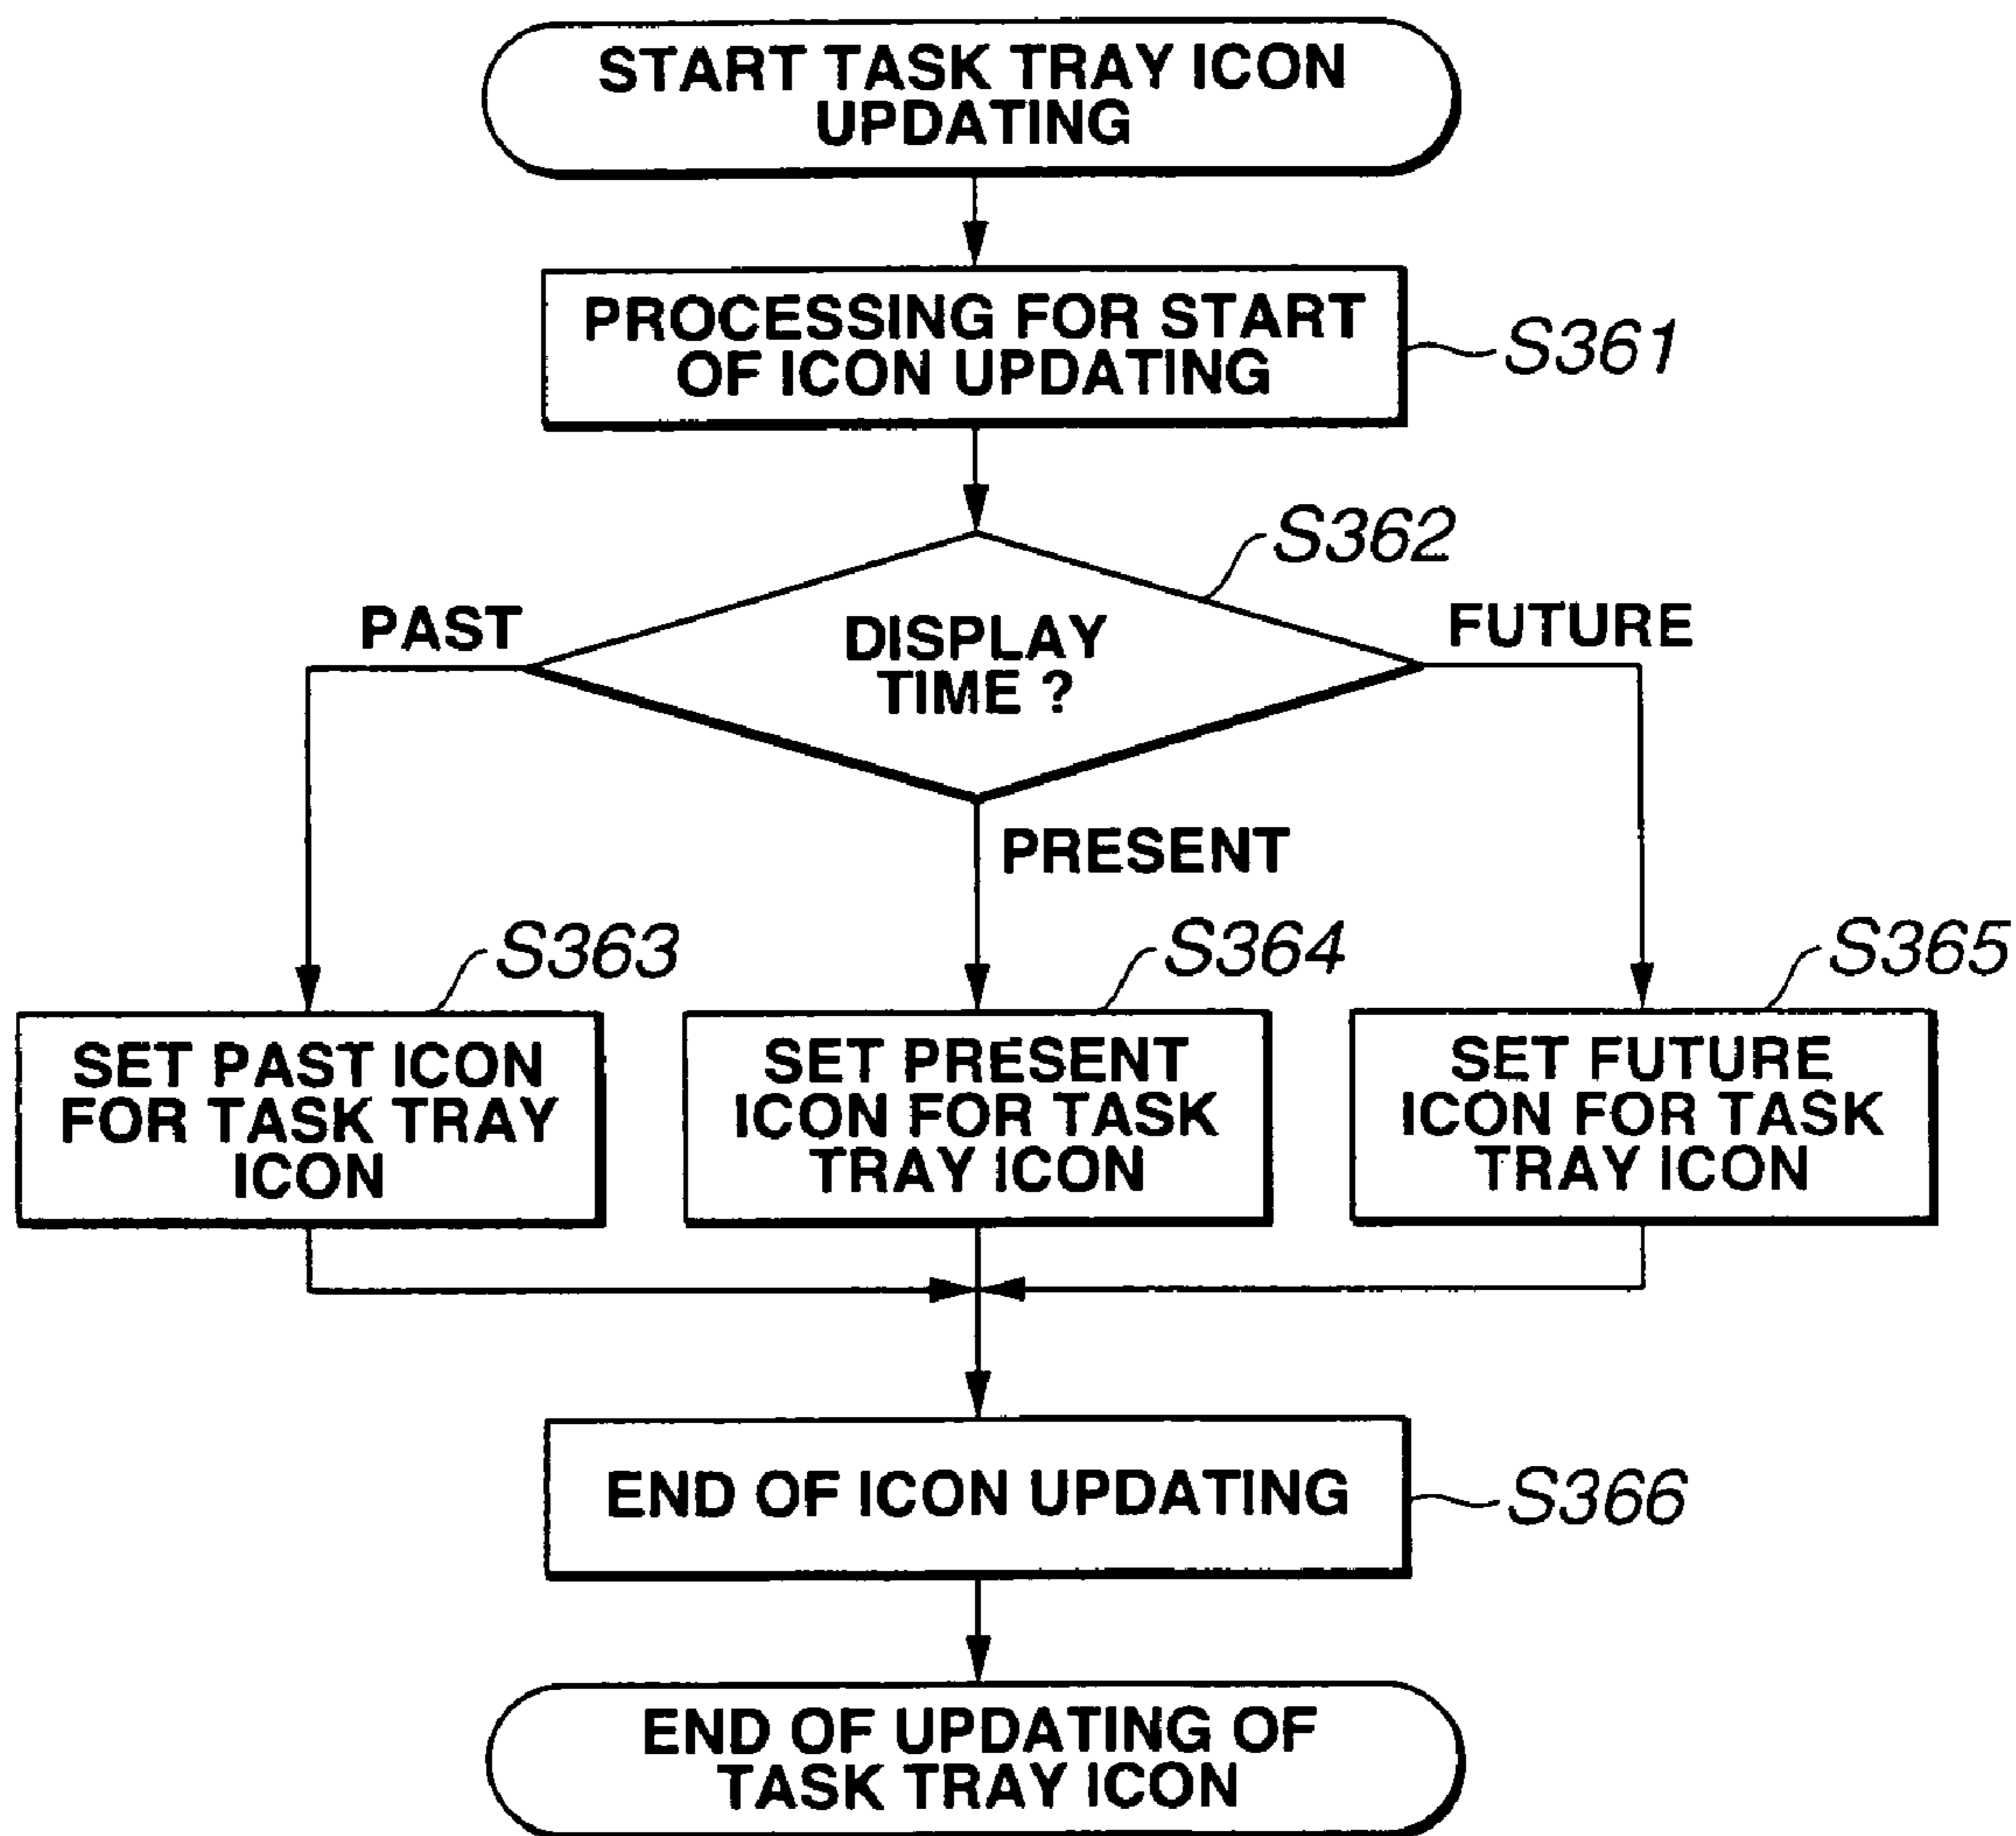 START TASK TRAY ICON
UPDATING
PROCESSING FOR START
OF ICON UPDATING
S361
S362
PAST
DISPLAY
TIME ?
FUTURE
PRESENT
S363
S364
S365
SET PAST ICON
FOR TASK TRAY
ICON
SET PRESENT
ICON FOR TASK
TRAY ICON
SET FUTURE
ICON FOR TASK
TRAY ICON
END OF ICON UPDATING
S366
END OF UPDATING OF
TASK TRAY ICON